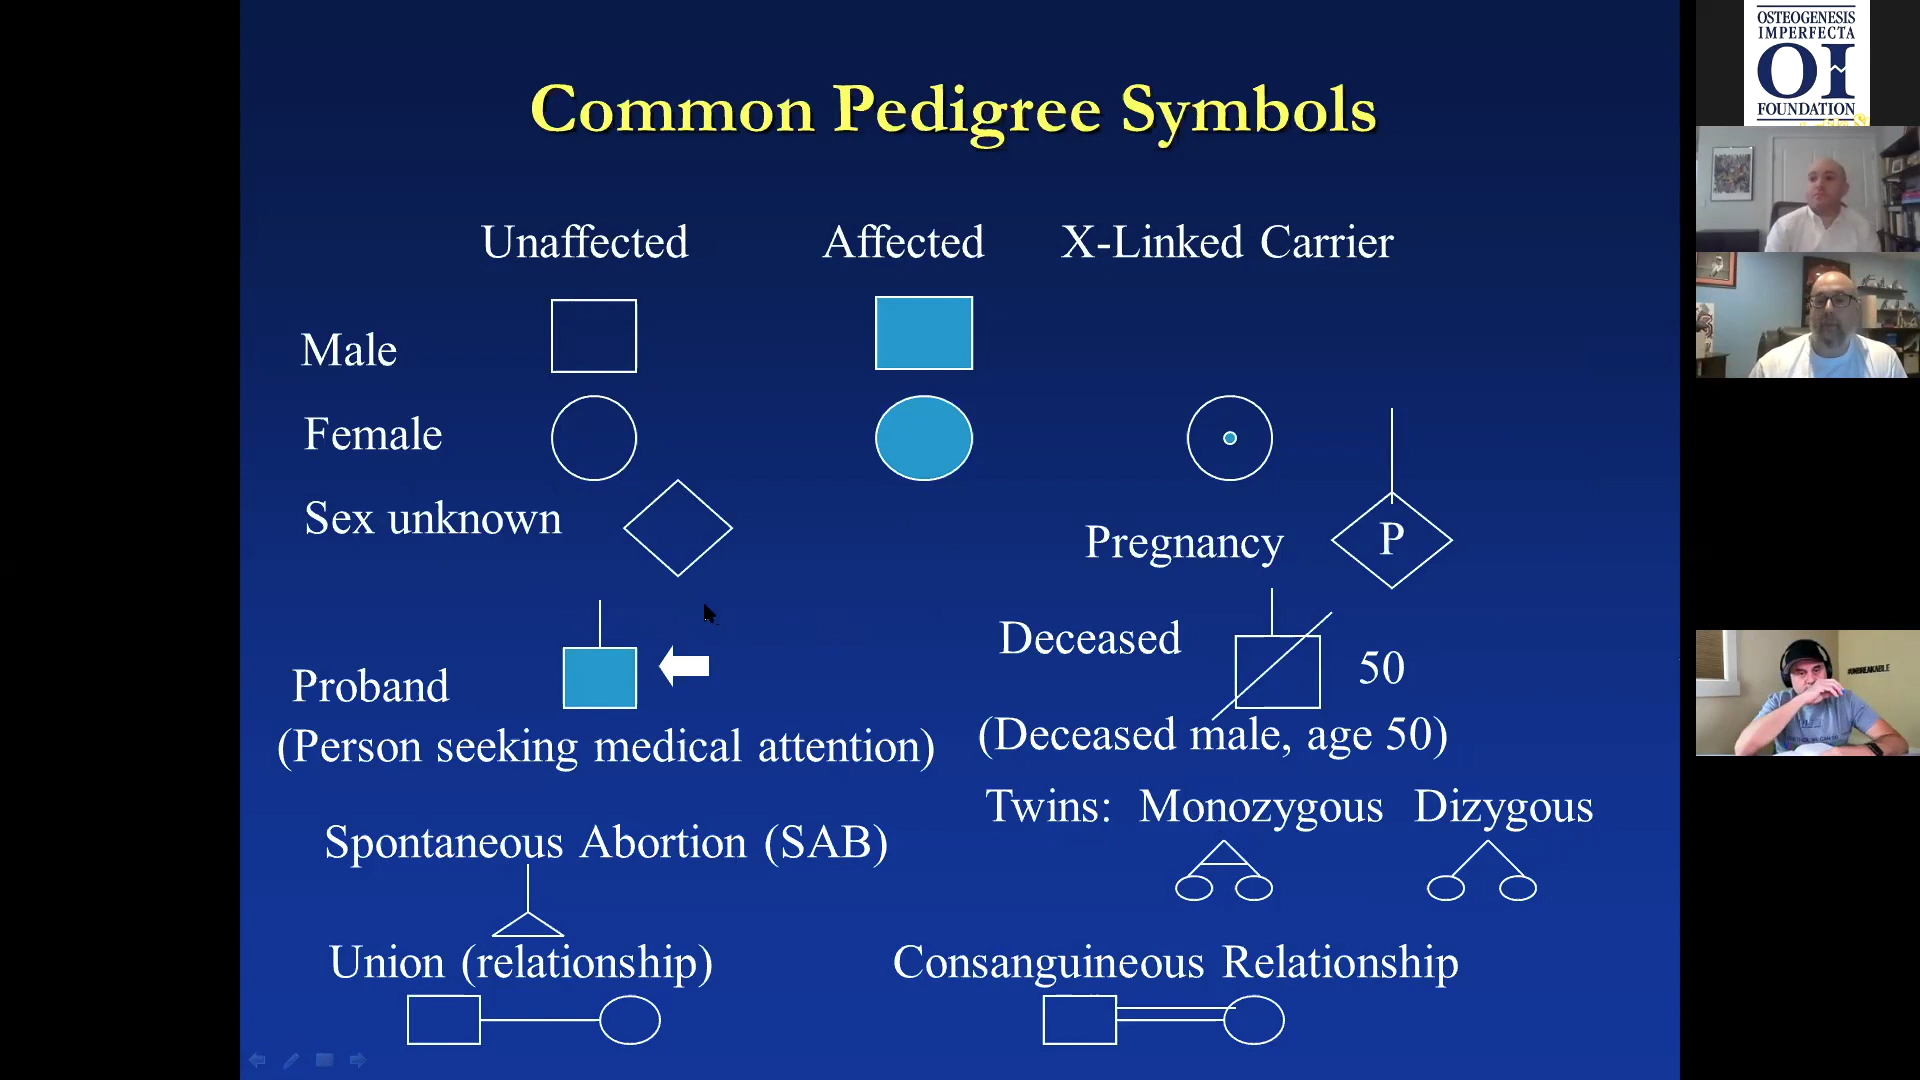 Common Pedigree Symbols
Unaffected Affected X-Linked Carrier
Male
Female
Sex unknown
Pregnancy P
Proband
(Person seeking medical attention)
Deceased 50
(Deceased male, age 50)
Twins: Monozygous Dizygous
Spontaneous Abortion (SAB)
Union (relationship)
Consanguineous Relationship
OSTEOGENESIS
IMPERFECTA
OI
FOUNDATION
#UNBREAKABLE